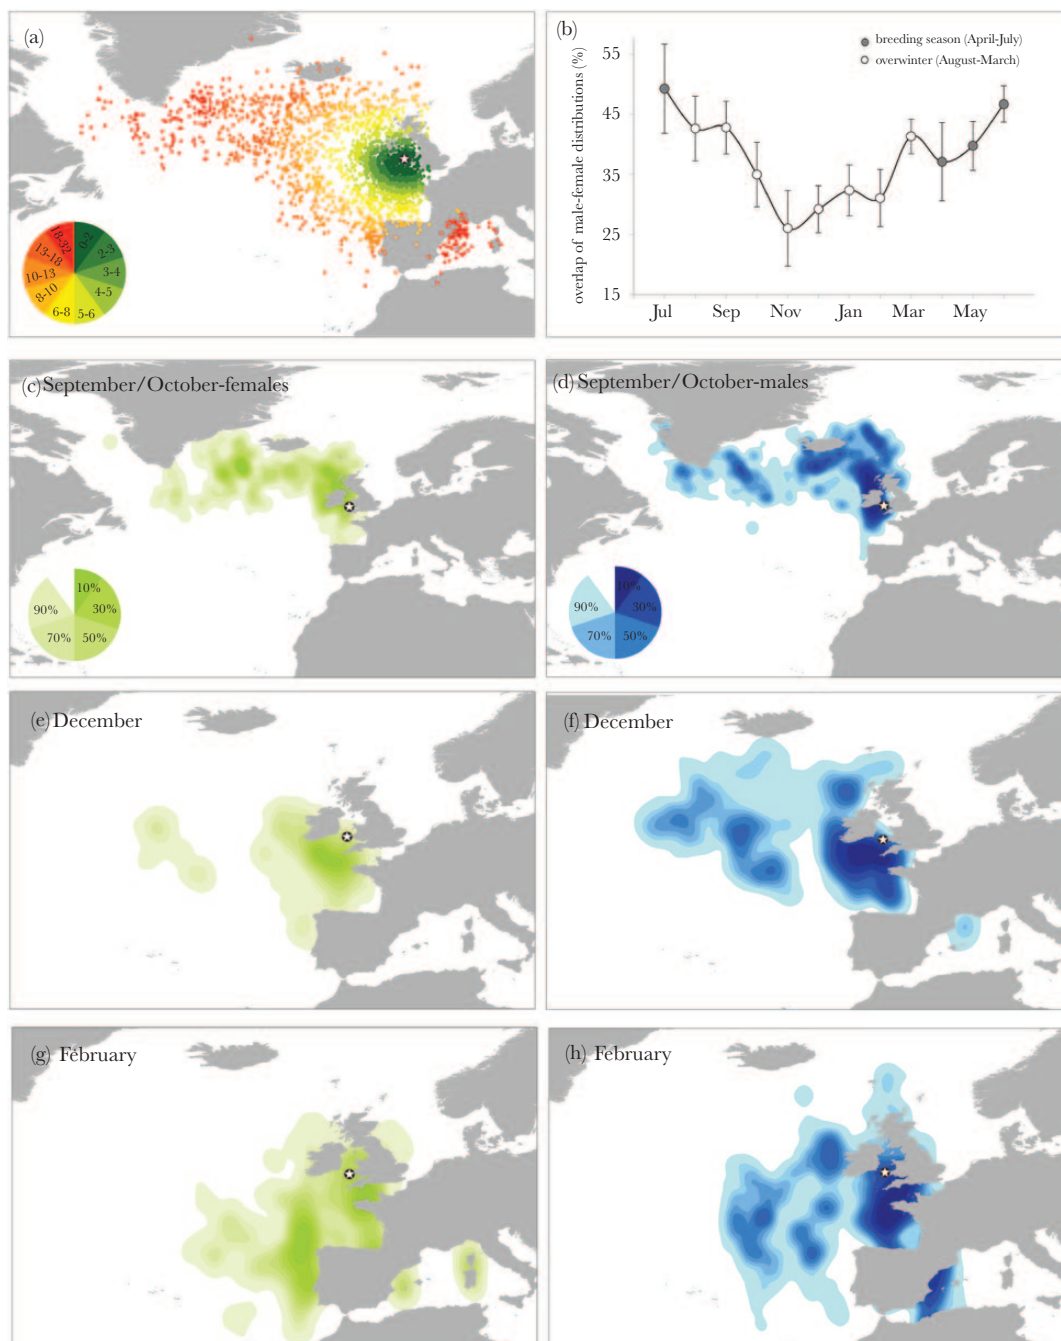 (a)
18-32
0-2
13-18
2-3
10-13
3-4
8-10
4-5
6-8
5-6
(b)
breeding season (April-July)
overwinter (August-March)
overlap of male-female distributions (%)
55
45
35
25
15
Jul
Sep
Nov
Jan
Mar
May
(c) September/October-females
10%
90%
30%
70%
50%
(d) September/October-males
10%
90%
30%
70%
50%
(e) December
(f) December
(g) February
(h) February